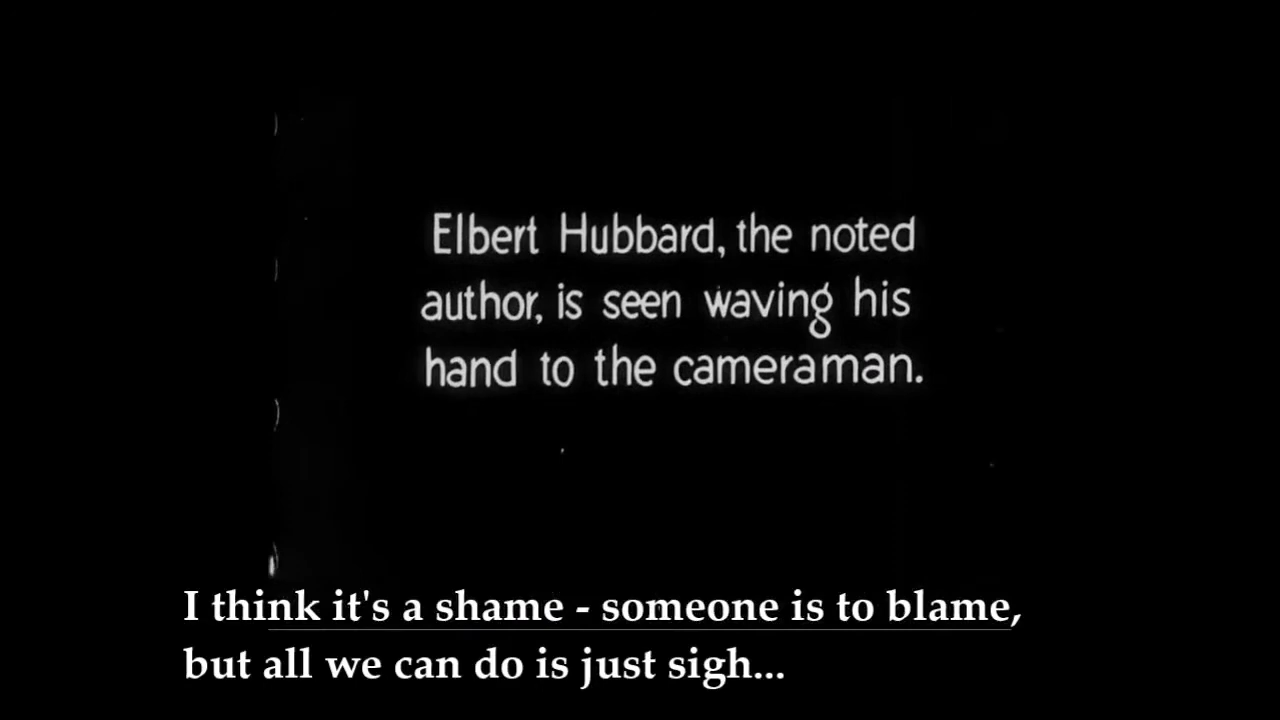 Elbert Hubbard, the noted
author, is seen waving his
hand to the cameraman.
I think it's a shame - someone is to blame,
but all we can do is just sigh...